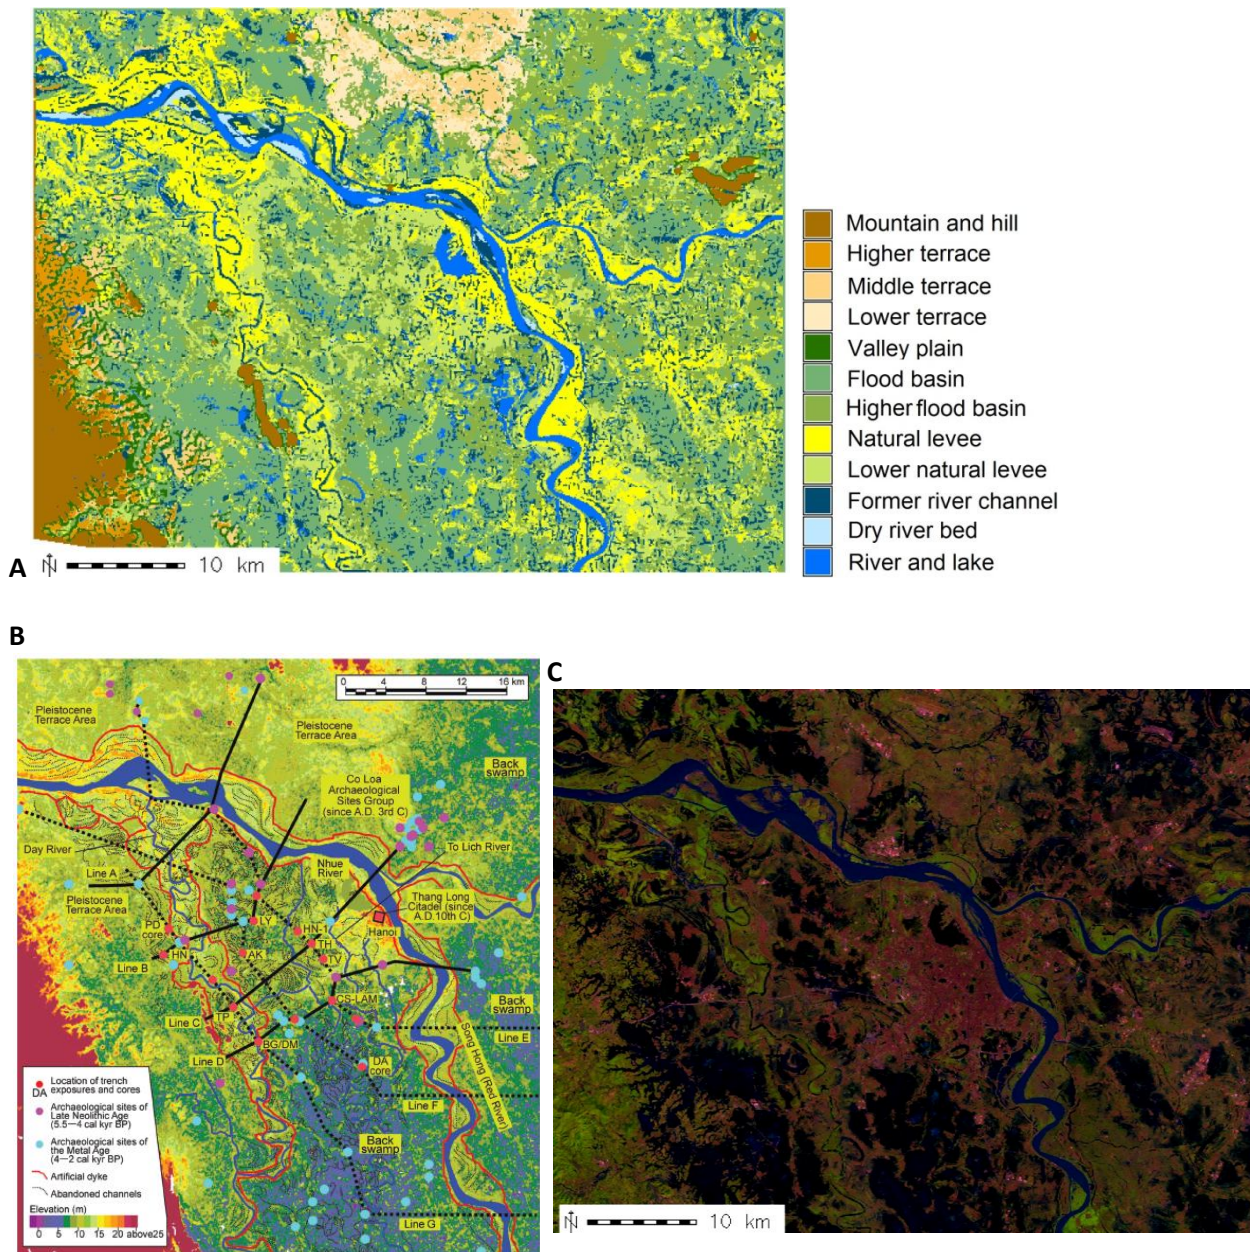 Mountain and hill
Higher terrace
Middle terrace
Lower terrace
Valley plain
Flood basin
Higher flood basin
Natural levee
Lower natural levee
Former river channel
Dry river bed
River and lake
A
N
10 km
B
0 4 8 12 16 km
Pleistocene
Terrace Area
Pleistocene
Terrace Area
Back
swamp
Co Loa
Archaeological
Sites Group
(since A.D. 3rd C)
Day River
To Lich River
Nhue
River
Line A
Thang Long
Citadel (since
A.D.10th C)
Pleistocene
Terrace Area
PD
core
LY
HN-1
Hanoi
TH
HN
AK
TV
Line B
CS-LAM
Back
swamp
Line C
TP
Line E
BG/DM
Line D
Song Hong (Red River)
DA
core
Line F
Back
swamp
Line G
DA
Location of trench
exposures and cores
Archaeological sites of
Late Neolithic Age
(5.5—4 cal kyr BP)
Archaeological sites of
the Metal Age
(4—2 cal kyr BP)
Artificial dyke
Abandoned channels
Elevation (m)
0 5 10 15 20 above25
C
N
10 km